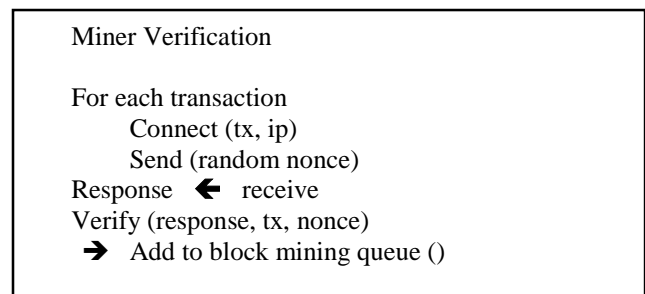 Miner Verification
For each transaction
Connect (tx, ip)
Send (random nonce)
Response 🡸 receive
Verify (response, tx, nonce)
➔ Add to block mining queue ()